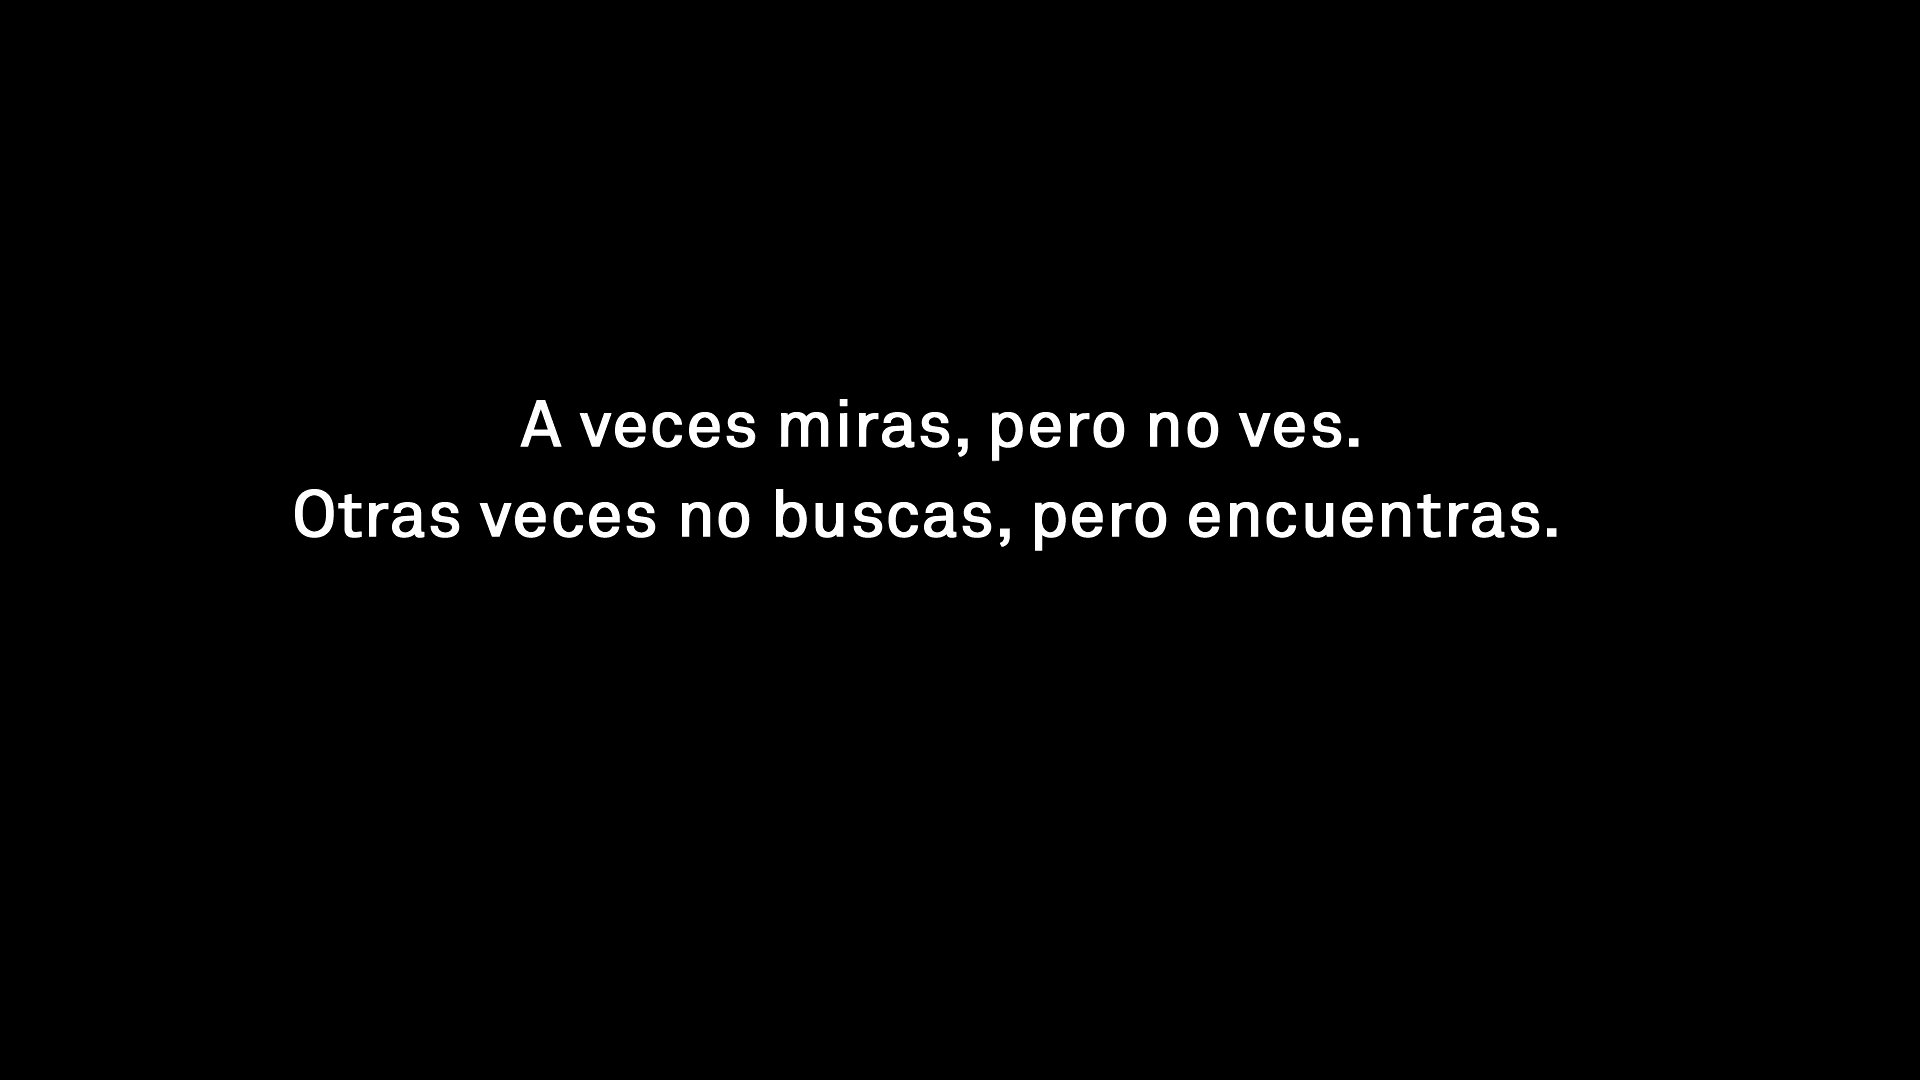 A veces miras, pero no ves.
Otras veces no buscas, pero encuentras.